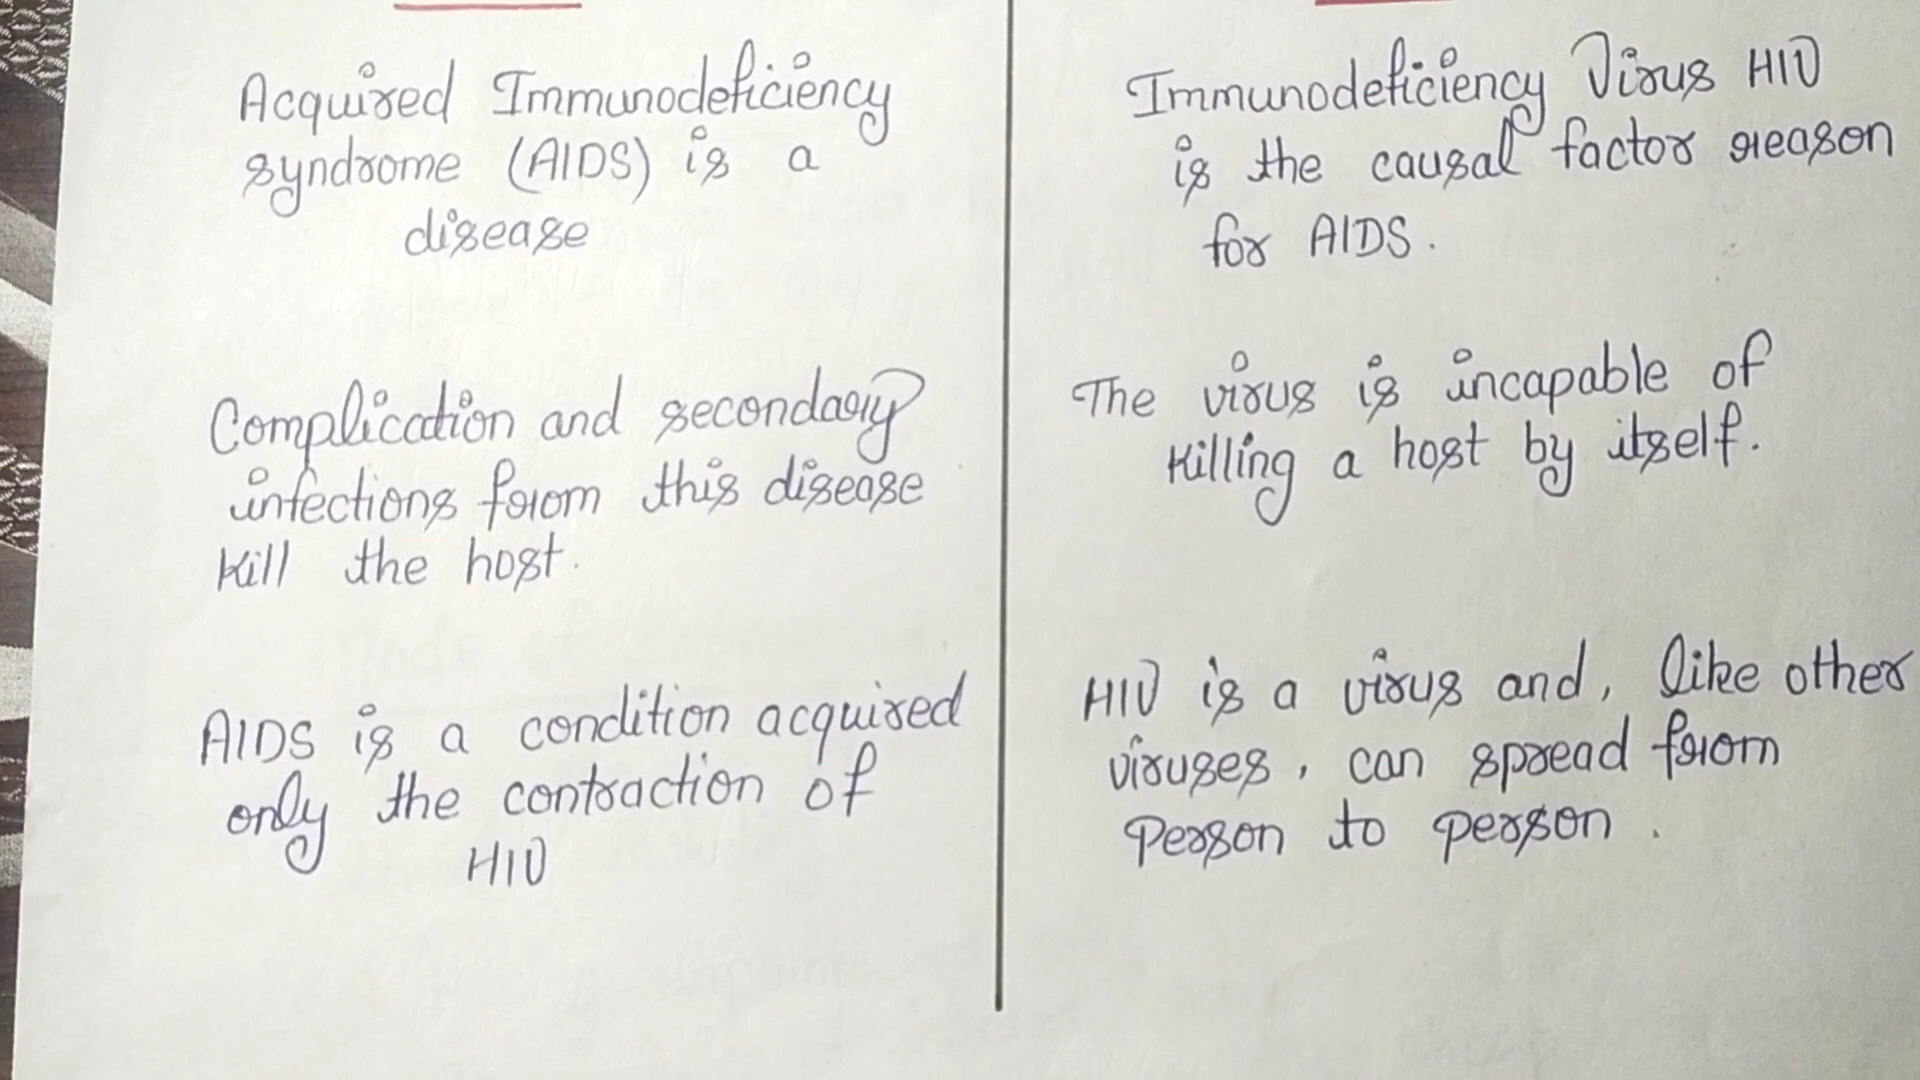 Acquired Immunodeficiency
syndrome (AIDS) is a
disease
Complication and secondary
infections from this disease
kill the host.
AIDS is a condition acquired
only the contraction of
HIV
Immunodeficiency Virus HIV
is the causal factor reason
for AIDS.
The virus is incapable of
killing a host by itself.
HIV is a virus and, like other
viruses, can spread from
Person to person.